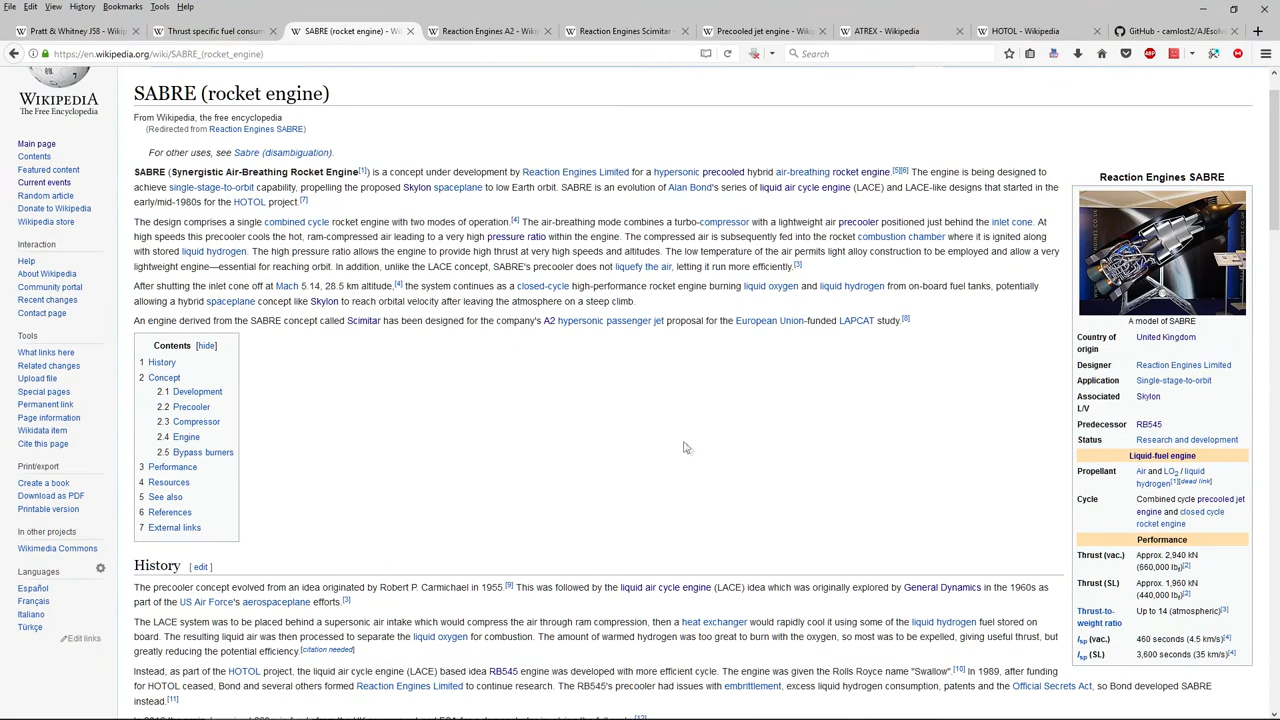 File Edit View History Bookmarks Tools Help
Pratt & Whitney J58 - Wikip
Thrust specific fuel consum
SABRE (rocket engine) - Wi
Reaction Engines A2 - Wikip
Reaction Engines Scimitar -
Precooled jet engine - Wikip
ATREX - Wikipedia
HOTOL - Wikipedia
GitHub - camlost2/AJEsolv
https://en.wikipedia.org/wiki/SABRE_(rocket_engine)
Search
WIKIPEDIA
The Free Encyclopedia
Main page
Contents
Featured content
Current events
Random article
Donate to Wikipedia
Wikipedia store
Interaction
Help
About Wikipedia
Community portal
Recent changes
Contact page
Tools
What links here
Related changes
Upload file
Special pages
Permanent link
Page information
Wikidata item
Cite this page
Print/export
Create a book
Download as PDF
Printable version
In other projects
Wikimedia Commons
Languages
Español
Français
Italiano
Türkçe
Edit links
SABRE (rocket engine)
From Wikipedia, the free encyclopedia
(Redirected from Reaction Engines SABRE)
For other uses, see Sabre (disambiguation).
SABRE (Synergistic Air-Breathing Rocket Engine[1]) is a concept under development by Reaction Engines Limited for a hypersonic precooled hybrid air-breathing rocket engine.[5][6] The engine is being designed to
achieve single-stage-to-orbit capability, propelling the proposed Skylon spaceplane to low Earth orbit. SABRE is an evolution of Alan Bond's series of liquid air cycle engine (LACE) and LACE-like designs that started in the
early/mid-1980s for the HOTOL project.[7]
The design comprises a single combined cycle rocket engine with two modes of operation.[4] The air-breathing mode combines a turbo-compressor with a lightweight air precooler positioned just behind the inlet cone. At
high speeds this precooler cools the hot, ram-compressed air leading to a very high pressure ratio within the engine. The compressed air is subsequently fed into the rocket combustion chamber where it is ignited along
with stored liquid hydrogen. The high pressure ratio allows the engine to provide high thrust at very high speeds and altitudes. The low temperature of the air permits light alloy construction to be employed and allow a very
lightweight engine—essential for reaching orbit. In addition, unlike the LACE concept, SABRE's precooler does not liquefy the air, letting it run more efficiently.[3]
After shutting the inlet cone off at Mach 5.14, 28.5 km altitude,[4] the system continues as a closed-cycle high-performance rocket engine burning liquid oxygen and liquid hydrogen from on-board fuel tanks, potentially
allowing a hybrid spaceplane concept like Skylon to reach orbital velocity after leaving the atmosphere on a steep climb.
An engine derived from the SABRE concept called Scimitar has been designed for the company's A2 hypersonic passenger jet proposal for the European Union-funded LAPCAT study.[8]
Contents [hide]
1 History
2 Concept
2.1 Development
2.2 Precooler
2.3 Compressor
2.4 Engine
2.5 Bypass burners
3 Performance
4 Resources
5 See also
6 References
7 External links
History [ edit ]
The precooler concept evolved from an idea originated by Robert P. Carmichael in 1955.[9] This was followed by the liquid air cycle engine (LACE) idea which was originally explored by General Dynamics in the 1960s as
part of the US Air Force's aerospaceplane efforts.[3]
The LACE system was to be placed behind a supersonic air intake which would compress the air through ram compression, then a heat exchanger would rapidly cool it using some of the liquid hydrogen fuel stored on
board. The resulting liquid air was then processed to separate the liquid oxygen for combustion. The amount of warmed hydrogen was too great to burn with the oxygen, so most was to be expelled, giving useful thrust, but
greatly reducing the potential efficiency.[citation needed]
Instead, as part of the HOTOL project, the liquid air cycle engine (LACE) based idea RB545 engine was developed with more efficient cycle. The engine was given the Rolls Royce name "Swallow".[10] In 1989, after funding
for HOTOL ceased, Bond and several others formed Reaction Engines Limited to continue research. The RB545's precooler had issues with embrittlement, excess liquid hydrogen consumption, patents and the Official Secrets Act, so Bond developed SABRE
instead.[11]
Reaction Engines SABRE
A model of SABRE
Country of origin United Kingdom
Designer Reaction Engines Limited
Application Single-stage-to-orbit
Associated L/V Skylon
Predecessor RB545
Status Research and development
Liquid-fuel engine
Propellant Air and LO2 / liquid
hydrogen[1][dead link]
Cycle Combined cycle precooled jet
engine and closed cycle
rocket engine
Performance
Thrust (vac.) Approx. 2,940 kN
(660,000 lbf)[2]
Thrust (SL) Approx. 1,960 kN
(440,000 lbf)[2]
Thrust-to-weight ratio Up to 14 (atmospheric)[3]
Isp (vac.) 460 seconds (4.5 km/s)[4]
Isp (SL) 3,600 seconds (35 km/s)[4]